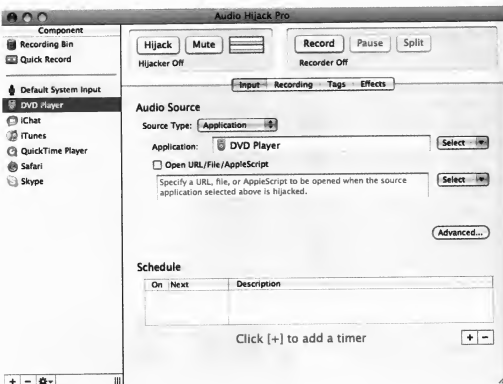 Audio Hijack Pro
Component
Recording Bin
Quick Record
Default System Input
DVD Player
iChat
iTunes
QuickTime Player
Safari
Skype
Hijack Mute
Hijacker Off
Record Pause Split
Recorder Off
Input Recording Tags Effects
Audio Source
Source Type: Application
Application: DVD Player Select
Open URL/File/AppleScript
Specify a URL, file, or AppleScript to be opened when the source
application selected above is hijacked.
Select
Advanced...
Schedule
On Next Description
Click [+] to add a timer
+ -
+ -